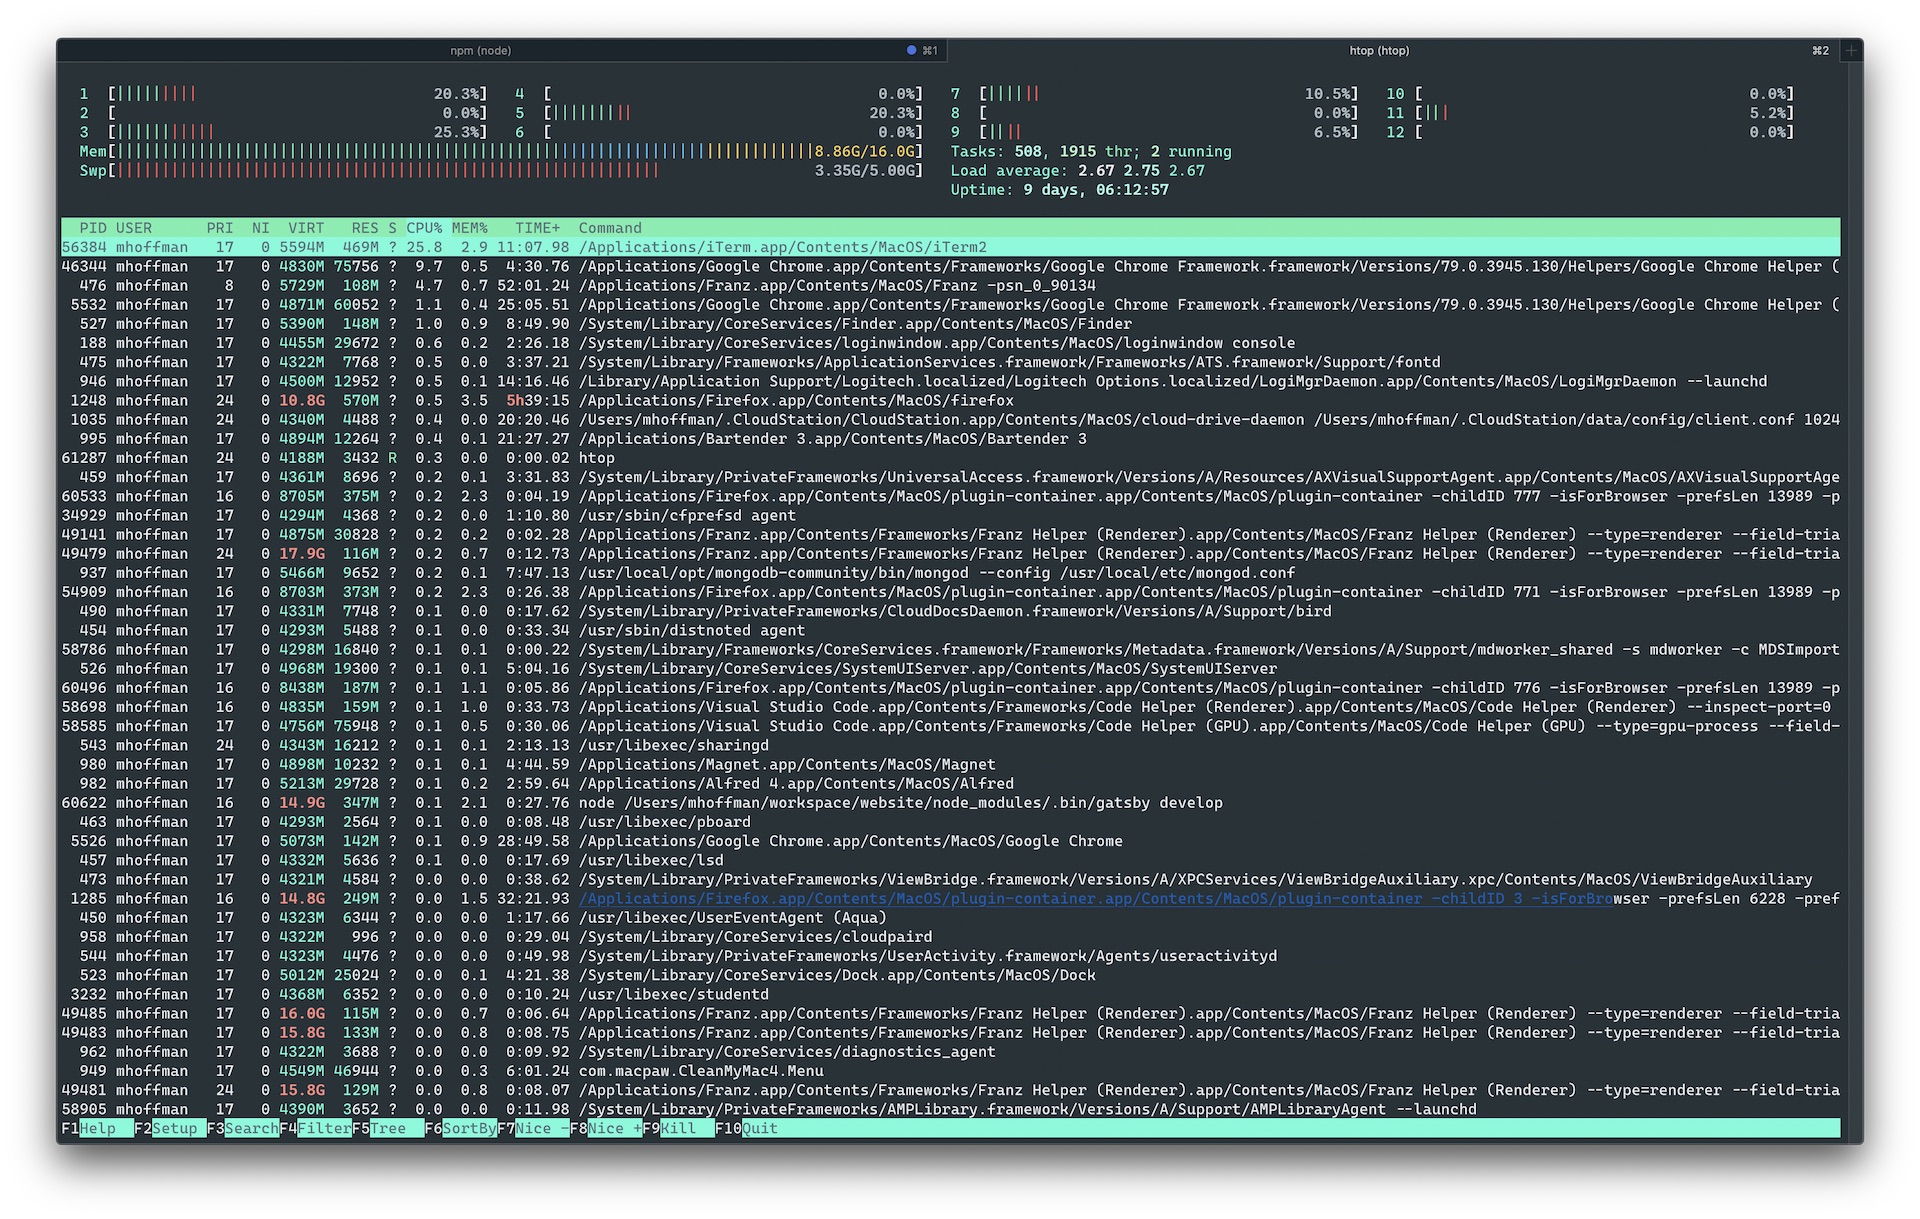 npm (node) ⌘1 htop (htop) ⌘2 +
1 [||||||||| 20.3%] 4 [ 0.0%] 7 [|||||| 10.5%] 10 [ 0.0%]
2 [ 0.0%] 5 [||||||||| 20.3%] 8 [ 0.0%] 11 [||| 5.2%]
3 [||||||||||| 25.3%] 6 [ 0.0%] 9 [|||| 6.5%] 12 [ 0.0%]
Mem[||||||||||||||||||||||||||||||||||||||||||||||||||||||||||||||||||||||||||||8.86G/16.0G] Tasks: 508, 1915 thr; 2 running
Swp[|||||||||||||||||||||||||||||||||||||||||||||||||||||||||||| 3.35G/5.00G] Load average: 2.67 2.75 2.67
Uptime: 9 days, 06:12:57
PID USER PRI NI VIRT RES S CPU% MEM% TIME+ Command
56384 mhoffman 17 0 5594M 469M ? 25.8 2.9 11:07.98 /Applications/iTerm.app/Contents/MacOS/iTerm2
46344 mhoffman 17 0 4830M 75756 ? 9.7 0.5 4:30.76 /Applications/Google Chrome.app/Contents/Frameworks/Google Chrome Framework.framework/Versions/79.0.3945.130/Helpers/Google Chrome Helper (
476 mhoffman 8 0 5729M 108M ? 4.7 0.7 52:01.24 /Applications/Franz.app/Contents/MacOS/Franz -psn_0_90134
5532 mhoffman 17 0 4871M 60052 ? 1.1 0.4 25:05.51 /Applications/Google Chrome.app/Contents/Frameworks/Google Chrome Framework.framework/Versions/79.0.3945.130/Helpers/Google Chrome Helper (
527 mhoffman 17 0 5390M 148M ? 1.0 0.9 8:49.90 /System/Library/CoreServices/Finder.app/Contents/MacOS/Finder
188 mhoffman 17 0 4455M 29672 ? 0.6 0.2 2:26.18 /System/Library/CoreServices/loginwindow.app/Contents/MacOS/loginwindow console
475 mhoffman 17 0 4322M 7768 ? 0.5 0.0 3:37.21 /System/Library/Frameworks/ApplicationServices.framework/Frameworks/ATS.framework/Support/fontd
946 mhoffman 17 0 4500M 12952 ? 0.5 0.1 14:16.46 /Library/Application Support/Logitech.localized/Logitech Options.localized/LogiMgrDaemon.app/Contents/MacOS/LogiMgrDaemon --launchd
1248 mhoffman 24 0 10.8G 570M ? 0.5 3.5 5h39:15 /Applications/Firefox.app/Contents/MacOS/firefox
1035 mhoffman 24 0 4340M 4488 ? 0.4 0.0 20:20.46 /Users/mhoffman/.CloudStation/CloudStation.app/Contents/MacOS/cloud-drive-daemon /Users/mhoffman/.CloudStation/data/config/client.conf 1024
995 mhoffman 17 0 4894M 12264 ? 0.4 0.1 21:27.27 /Applications/Bartender 3.app/Contents/MacOS/Bartender 3
61287 mhoffman 24 0 4188M 3432 R 0.3 0.0 0:00.02 htop
459 mhoffman 17 0 4361M 8696 ? 0.2 0.1 3:31.83 /System/Library/PrivateFrameworks/UniversalAccess.framework/Versions/A/Resources/AXVisualSupportAgent.app/Contents/MacOS/AXVisualSupportAge
60533 mhoffman 16 0 8705M 375M ? 0.2 2.3 0:04.19 /Applications/Firefox.app/Contents/MacOS/plugin-container.app/Contents/MacOS/plugin-container -childID 777 -isForBrowser -prefsLen 13989 -p
34929 mhoffman 17 0 4294M 4368 ? 0.2 0.0 1:10.80 /usr/sbin/cfprefsd agent
49141 mhoffman 17 0 4875M 30828 ? 0.2 0.2 0:02.28 /Applications/Franz.app/Contents/Frameworks/Franz Helper (Renderer).app/Contents/MacOS/Franz Helper (Renderer) --type=renderer --field-tria
49479 mhoffman 24 0 17.9G 116M ? 0.2 0.7 0:12.73 /Applications/Franz.app/Contents/Frameworks/Franz Helper (Renderer).app/Contents/MacOS/Franz Helper (Renderer) --type=renderer --field-tria
937 mhoffman 17 0 5466M 9652 ? 0.2 0.1 7:47.13 /usr/local/opt/mongodb-community/bin/mongod --config /usr/local/etc/mongod.conf
54909 mhoffman 16 0 8703M 373M ? 0.2 2.3 0:26.38 /Applications/Firefox.app/Contents/MacOS/plugin-container.app/Contents/MacOS/plugin-container -childID 771 -isForBrowser -prefsLen 13989 -p
490 mhoffman 17 0 4331M 7748 ? 0.1 0.0 0:17.62 /System/Library/PrivateFrameworks/CloudDocsDaemon.framework/Versions/A/Support/bird
454 mhoffman 17 0 4293M 5488 ? 0.1 0.0 0:33.34 /usr/sbin/distnoted agent
58786 mhoffman 17 0 4298M 16840 ? 0.1 0.1 0:00.22 /System/Library/Frameworks/CoreServices.framework/Frameworks/Metadata.framework/Versions/A/Support/mdworker_shared -s mdworker -c MDSImport
526 mhoffman 17 0 4968M 19300 ? 0.1 0.1 5:04.16 /System/Library/CoreServices/SystemUIServer.app/Contents/MacOS/SystemUIServer
60496 mhoffman 16 0 8438M 187M ? 0.1 1.1 0:05.86 /Applications/Firefox.app/Contents/MacOS/plugin-container.app/Contents/MacOS/plugin-container -childID 776 -isForBrowser -prefsLen 13989 -p
58698 mhoffman 16 0 4835M 159M ? 0.1 1.0 0:33.73 /Applications/Visual Studio Code.app/Contents/Frameworks/Code Helper (Renderer).app/Contents/MacOS/Code Helper (Renderer) --inspect-port=0
58585 mhoffman 17 0 4756M 75948 ? 0.1 0.5 0:30.06 /Applications/Visual Studio Code.app/Contents/Frameworks/Code Helper (GPU).app/Contents/MacOS/Code Helper (GPU) --type=gpu-process --field-
543 mhoffman 24 0 4343M 16212 ? 0.1 0.1 2:13.13 /usr/libexec/sharingd
980 mhoffman 17 0 4898M 10232 ? 0.1 0.1 4:44.59 /Applications/Magnet.app/Contents/MacOS/Magnet
982 mhoffman 17 0 5213M 29728 ? 0.1 0.2 2:59.64 /Applications/Alfred 4.app/Contents/MacOS/Alfred
60622 mhoffman 16 0 14.9G 347M ? 0.1 2.1 0:27.76 node /Users/mhoffman/workspace/website/node_modules/.bin/gatsby develop
463 mhoffman 17 0 4293M 2564 ? 0.1 0.0 0:08.48 /usr/libexec/pboard
5526 mhoffman 17 0 5073M 142M ? 0.1 0.9 28:49.58 /Applications/Google Chrome.app/Contents/MacOS/Google Chrome
457 mhoffman 17 0 4332M 5636 ? 0.1 0.0 0:17.69 /usr/libexec/lsd
473 mhoffman 17 0 4321M 4584 ? 0.0 0.0 0:38.62 /System/Library/PrivateFrameworks/ViewBridge.framework/Versions/A/XPCServices/ViewBridgeAuxiliary.xpc/Contents/MacOS/ViewBridgeAuxiliary
1285 mhoffman 16 0 14.8G 249M ? 0.0 1.5 32:21.93 /Applications/Firefox.app/Contents/MacOS/plugin-container.app/Contents/MacOS/plugin-container -childID 3 -isForBrowser -prefsLen 6228 -pref
450 mhoffman 17 0 4323M 6344 ? 0.0 0.0 1:17.66 /usr/libexec/UserEventAgent (Aqua)
958 mhoffman 17 0 4322M 996 ? 0.0 0.0 0:29.04 /System/Library/CoreServices/cloudpaird
544 mhoffman 17 0 4323M 4476 ? 0.0 0.0 0:49.98 /System/Library/PrivateFrameworks/UserActivity.framework/Agents/useractivityd
523 mhoffman 17 0 5012M 25024 ? 0.0 0.1 4:21.38 /System/Library/CoreServices/Dock.app/Contents/MacOS/Dock
3232 mhoffman 17 0 4368M 6352 ? 0.0 0.0 0:10.24 /usr/libexec/studentd
49485 mhoffman 17 0 16.0G 115M ? 0.0 0.7 0:06.64 /Applications/Franz.app/Contents/Frameworks/Franz Helper (Renderer).app/Contents/MacOS/Franz Helper (Renderer) --type=renderer --field-tria
49483 mhoffman 17 0 15.8G 133M ? 0.0 0.8 0:08.75 /Applications/Franz.app/Contents/Frameworks/Franz Helper (Renderer).app/Contents/MacOS/Franz Helper (Renderer) --type=renderer --field-tria
962 mhoffman 17 0 4322M 3688 ? 0.0 0.0 0:09.92 /System/Library/CoreServices/diagnostics_agent
949 mhoffman 17 0 4549M 46944 ? 0.0 0.3 6:01.24 com.macpaw.CleanMyMac4.Menu
49481 mhoffman 24 0 15.8G 129M ? 0.0 0.8 0:08.07 /Applications/Franz.app/Contents/Frameworks/Franz Helper (Renderer).app/Contents/MacOS/Franz Helper (Renderer) --type=renderer --field-tria
58905 mhoffman 17 0 4390M 3652 ? 0.0 0.0 0:11.98 /System/Library/PrivateFrameworks/AMPLibrary.framework/Versions/A/Support/AMPLibraryAgent --launchd
F1Help F2Setup F3SearchF4FilterF5Tree F6SortByF7Nice -F8Nice +F9Kill F10Quit